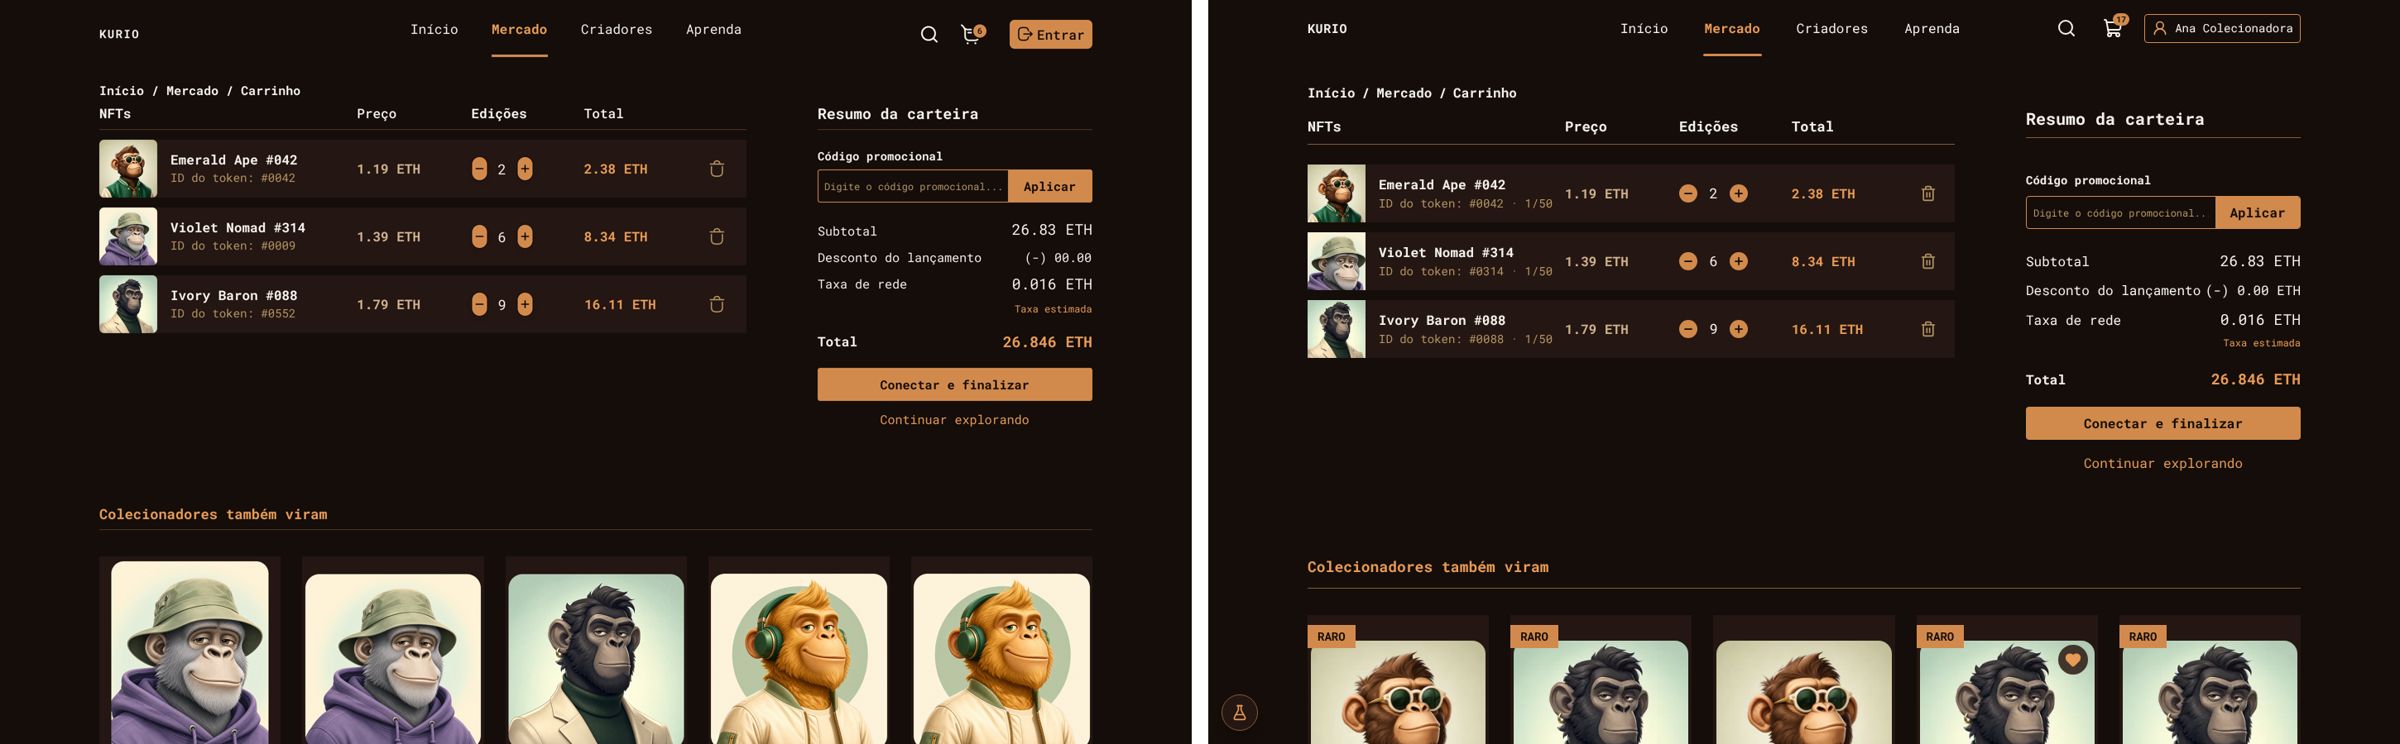 KURIO
Início
Mercado
Criadores
Aprenda
6
Entrar
Início / Mercado / Carrinho
NFTs
Preço
Edições
Total
Emerald Ape #042
ID do token: #0042
1.19 ETH
2
2.38 ETH
Violet Nomad #314
ID do token: #0009
1.39 ETH
6
8.34 ETH
Ivory Baron #088
ID do token: #0552
1.79 ETH
9
16.11 ETH
Resumo da carteira
Código promocional
Digite o código promocional...
Aplicar
Subtotal
26.83 ETH
Desconto do lançamento
(-) 00.00
Taxa de rede
0.016 ETH
Taxa estimada
Total
26.846 ETH
Conectar e finalizar
Continuar explorando
Colecionadores também viram
KURIO
Início
Mercado
Criadores
Aprenda
17
Ana Colecionadora
Início / Mercado / Carrinho
NFTs
Preço
Edições
Total
Emerald Ape #042
ID do token: #0042 · 1/50
1.19 ETH
2
2.38 ETH
Violet Nomad #314
ID do token: #0314 · 1/50
1.39 ETH
6
8.34 ETH
Ivory Baron #088
ID do token: #0088 · 1/50
1.79 ETH
9
16.11 ETH
Resumo da carteira
Código promocional
Digite o código promocional..
Aplicar
Subtotal
26.83 ETH
Desconto do lançamento
(-) 0.00 ETH
Taxa de rede
0.016 ETH
Taxa estimada
Total
26.846 ETH
Conectar e finalizar
Continuar explorando
Colecionadores também viram
RARO
RARO
RARO
RARO